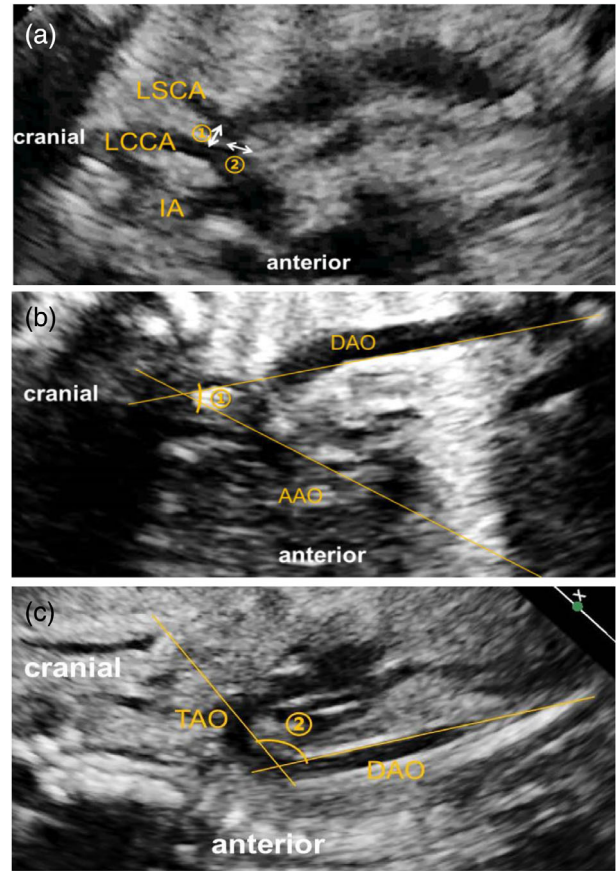 (a)
LSCA
cranial
LCCA
①
②
IA
anterior
(b)
DAO
cranial
①
AAO
anterior
(c)
X
cranial
TAO
②
DAO
anterior